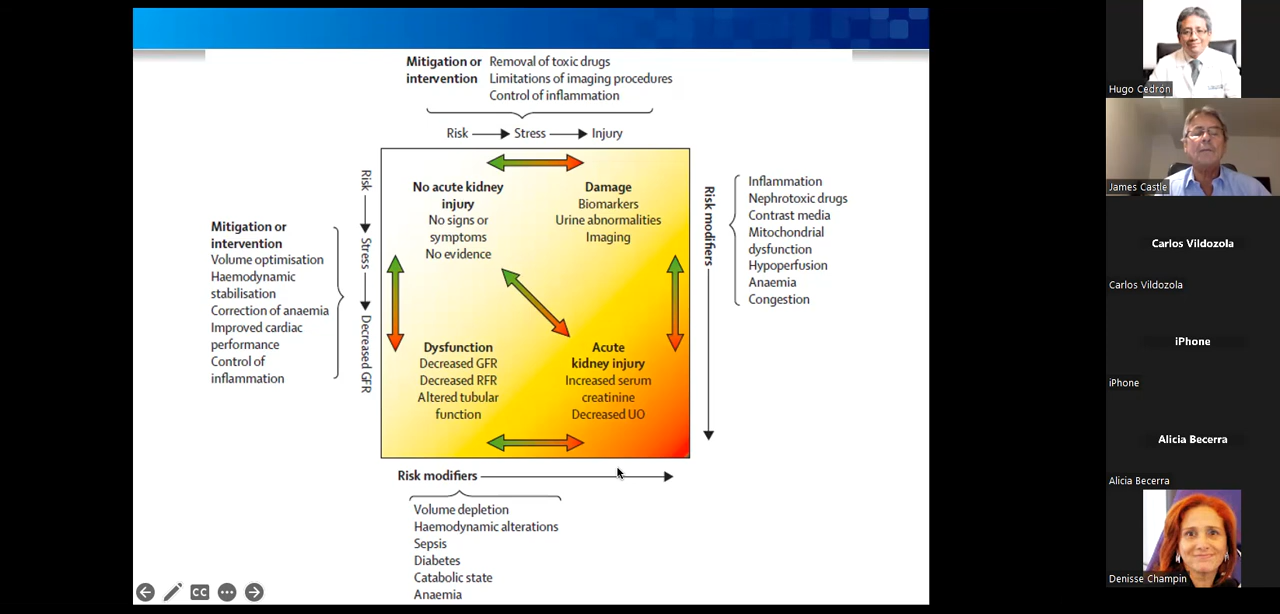 Mitigation or
intervention
Removal of toxic drugs
Limitations of imaging procedures
Control of inflammation
Risk
Stress
Injury
Risk
Stress
Decreased GFR
Mitigation or
intervention
Volume optimisation
Haemodynamic
stabilisation
Correction of anaemia
Improved cardiac
performance
Control of
inflammation
No acute kidney
injury
No signs or
symptoms
No evidence
Damage
Biomarkers
Urine abnormalities
Imaging
Dysfunction
Decreased GFR
Decreased RFR
Altered tubular
function
Acute
kidney injury
Increased serum
creatinine
Decreased UO
Risk modifiers
Inflammation
Nephrotoxic drugs
Contrast media
Mitochondrial
dysfunction
Hypoperfusion
Anaemia
Congestion
Risk modifiers
Volume depletion
Haemodynamic alterations
Sepsis
Diabetes
Catabolic state
Anaemia
CC
Hugo Cedrón
James Castle
Carlos Vildozola
Carlos Vildozola
iPhone
iPhone
Alicia Becerra
Alicia Becerra
Denisse Champin